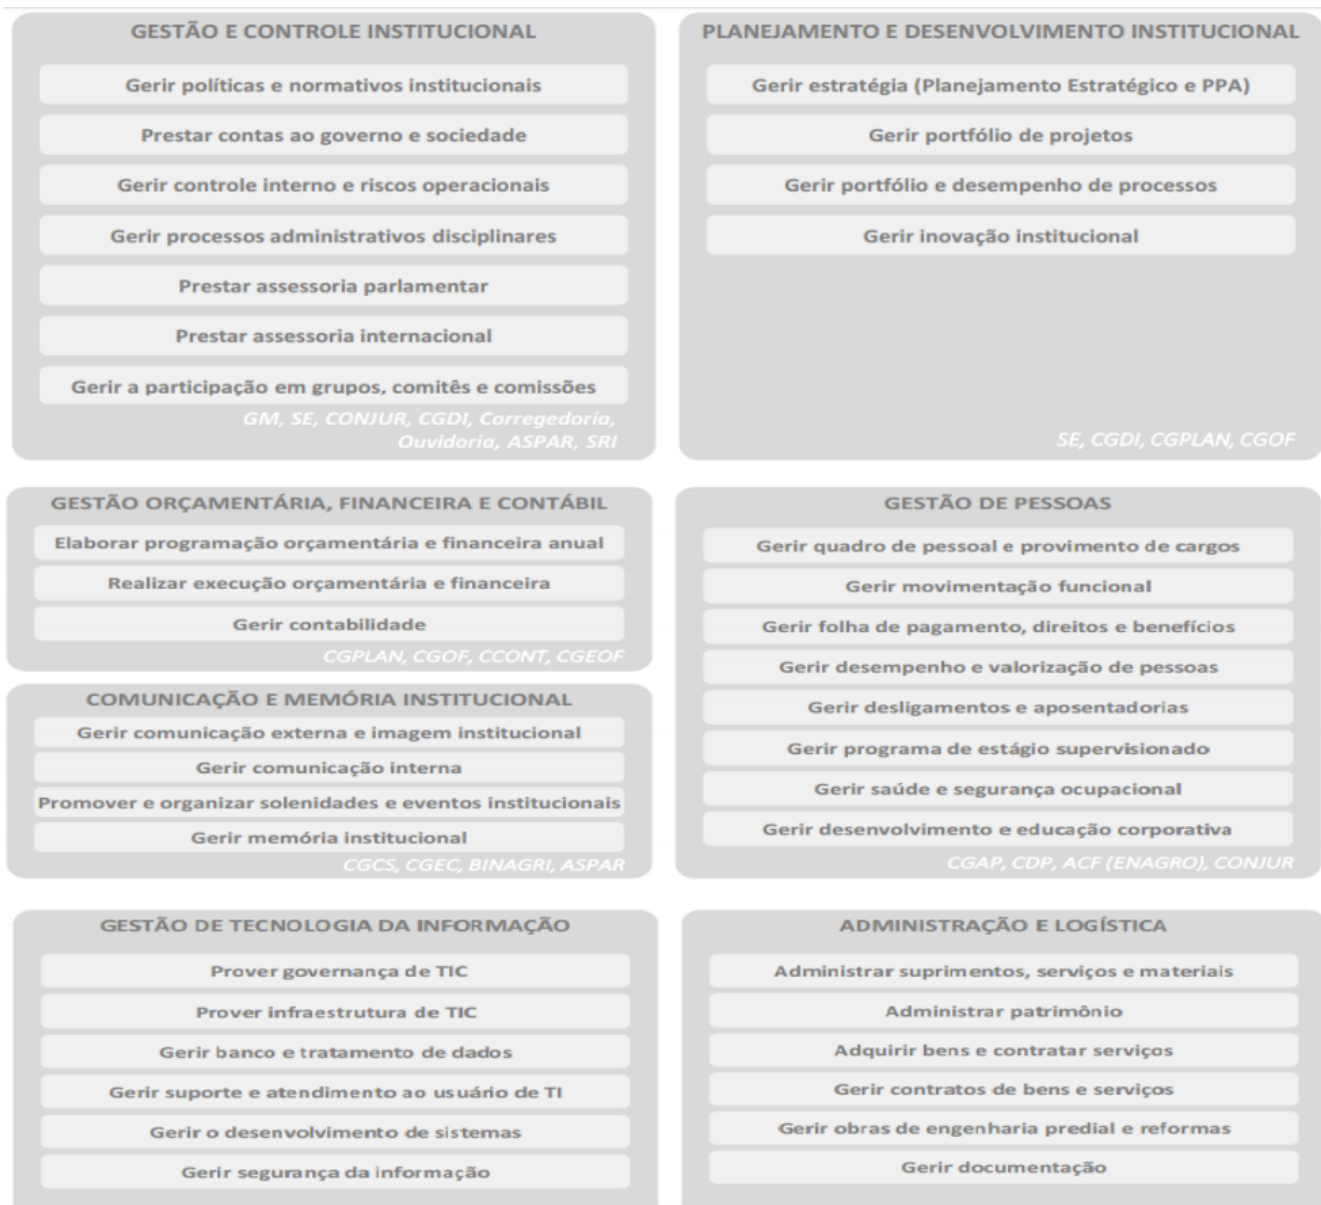 GESTÃO E CONTROLE INSTITUCIONAL
Gerir políticas e normativos institucionais
Prestar contas ao governo e sociedade
Gerir controle interno e riscos operacionais
Gerir processos administrativos disciplinares
Prestar assessoria parlamentar
Prestar assessoria internacional
Gerir a participação em grupos, comitês e comissões
GM, SE, CONJUR, CGDI, Corregedoria,
Ouvidoria, ASPAR, SRI
PLANEJAMENTO E DESENVOLVIMENTO INSTITUCIONAL
Gerir estratégia (Planejamento Estratégico e PPA)
Gerir portfólio de projetos
Gerir portfólio e desempenho de processos
Gerir inovação institucional
SE, CGDI, CGPLAN, CGOF
GESTÃO ORÇAMENTÁRIA, FINANCEIRA E CONTÁBIL
Elaborar programação orçamentária e financeira anual
Realizar execução orçamentária e financeira
Gerir contabilidade
CGPLAN, CGOF, CCONT, CGEOF
COMUNICAÇÃO E MEMÓRIA INSTITUCIONAL
Gerir comunicação externa e imagem institucional
Gerir comunicação interna
Promover e organizar solenidades e eventos institucionais
Gerir memória institucional
CGCS, CGEC, BINAGRI, ASPAR
GESTÃO DE PESSOAS
Gerir quadro de pessoal e provimento de cargos
Gerir movimentação funcional
Gerir folha de pagamento, direitos e benefícios
Gerir desempenho e valorização de pessoas
Gerir desligamentos e aposentadorias
Gerir programa de estágio supervisionado
Gerir saúde e segurança ocupacional
Gerir desenvolvimento e educação corporativa
CGAP, CDP, ACF (ENAGRO), CONJUR
GESTÃO DE TECNOLOGIA DA INFORMAÇÃO
Prover governança de TIC
Prover infraestrutura de TIC
Gerir banco e tratamento de dados
Gerir suporte e atendimento ao usuário de TI
Gerir o desenvolvimento de sistemas
Gerir segurança da informação
ADMINISTRAÇÃO E LOGÍSTICA
Administrar suprimentos, serviços e materiais
Administrar patrimônio
Adquirir bens e contratar serviços
Gerir contratos de bens e serviços
Gerir obras de engenharia predial e reformas
Gerir documentação